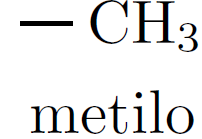 — CH₃
metilo